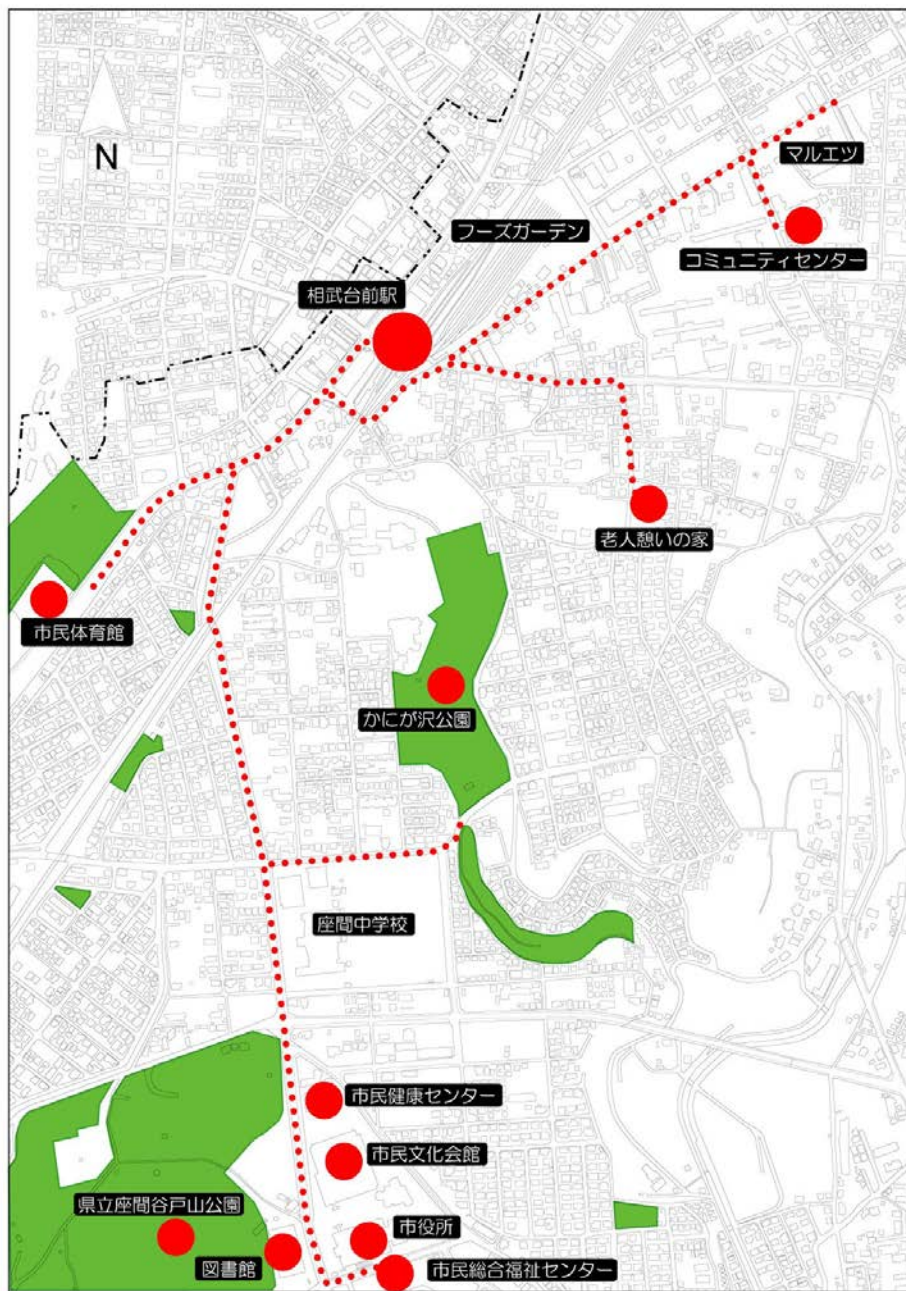 N
マルエツ
フーズガーデン
コミュニティセンター
相武台前駅
老人憩いの家
市民体育館
かにが沢公園
座間中学校
市民健康センター
市民文化会館
県立座間谷戸山公園
市役所
図書館
市民総合福祉センター